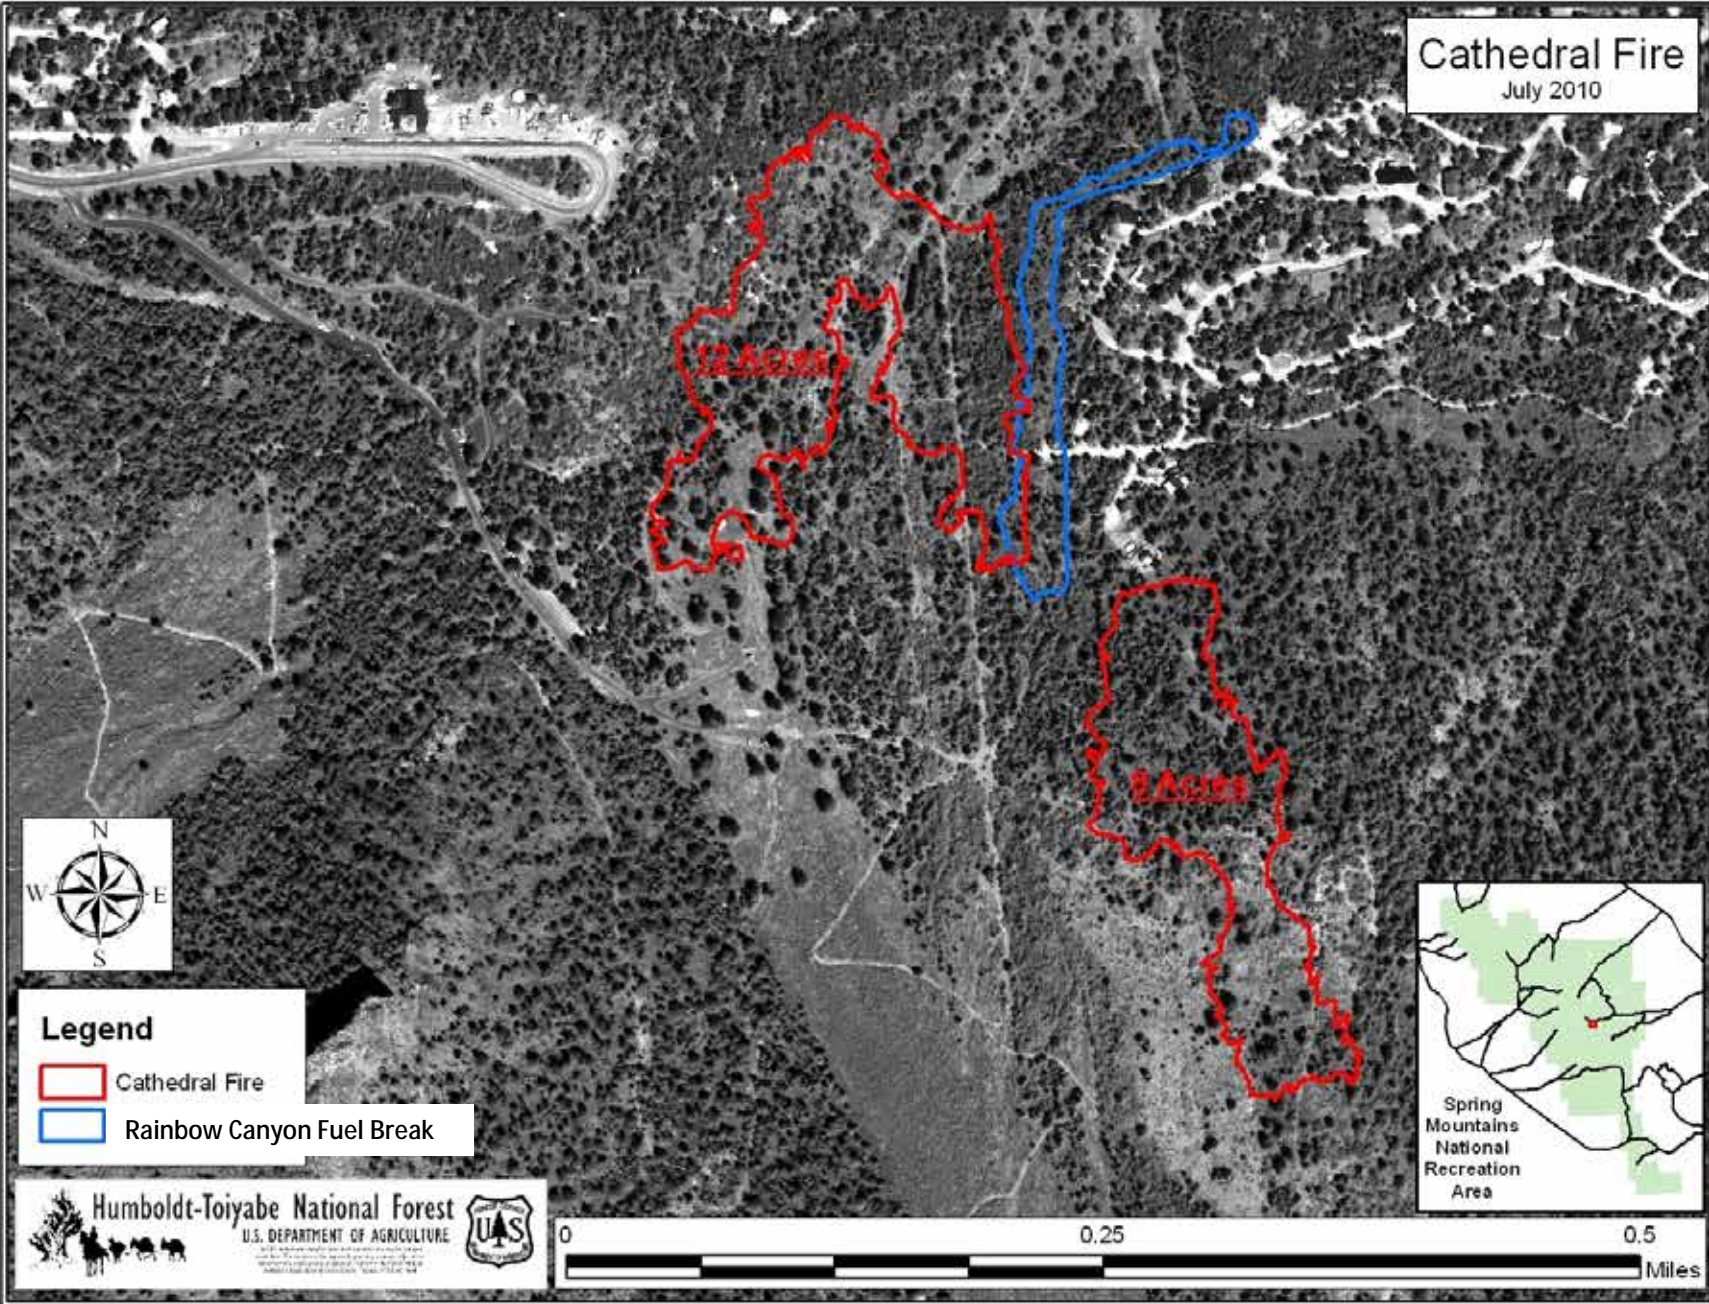 Cathedral Fire
July 2010
12 Acres
8 Acres
N
W E
S
Legend
Cathedral Fire
Rainbow Canyon Fuel Break
Humboldt-Toiyabe National Forest
U.S. DEPARTMENT OF AGRICULTURE
UAS
0 0.25 0.5
Miles
Spring
Mountains
National
Recreation
Area